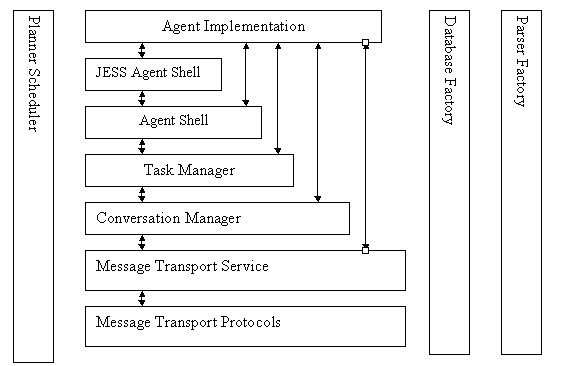 Planner Scheduler
Agent Implementation
JESS Agent Shell
Agent Shell
Task Manager
Conversation Manager
Message Transport Service
Message Transport Protocols
Database Factory
Parser Factory